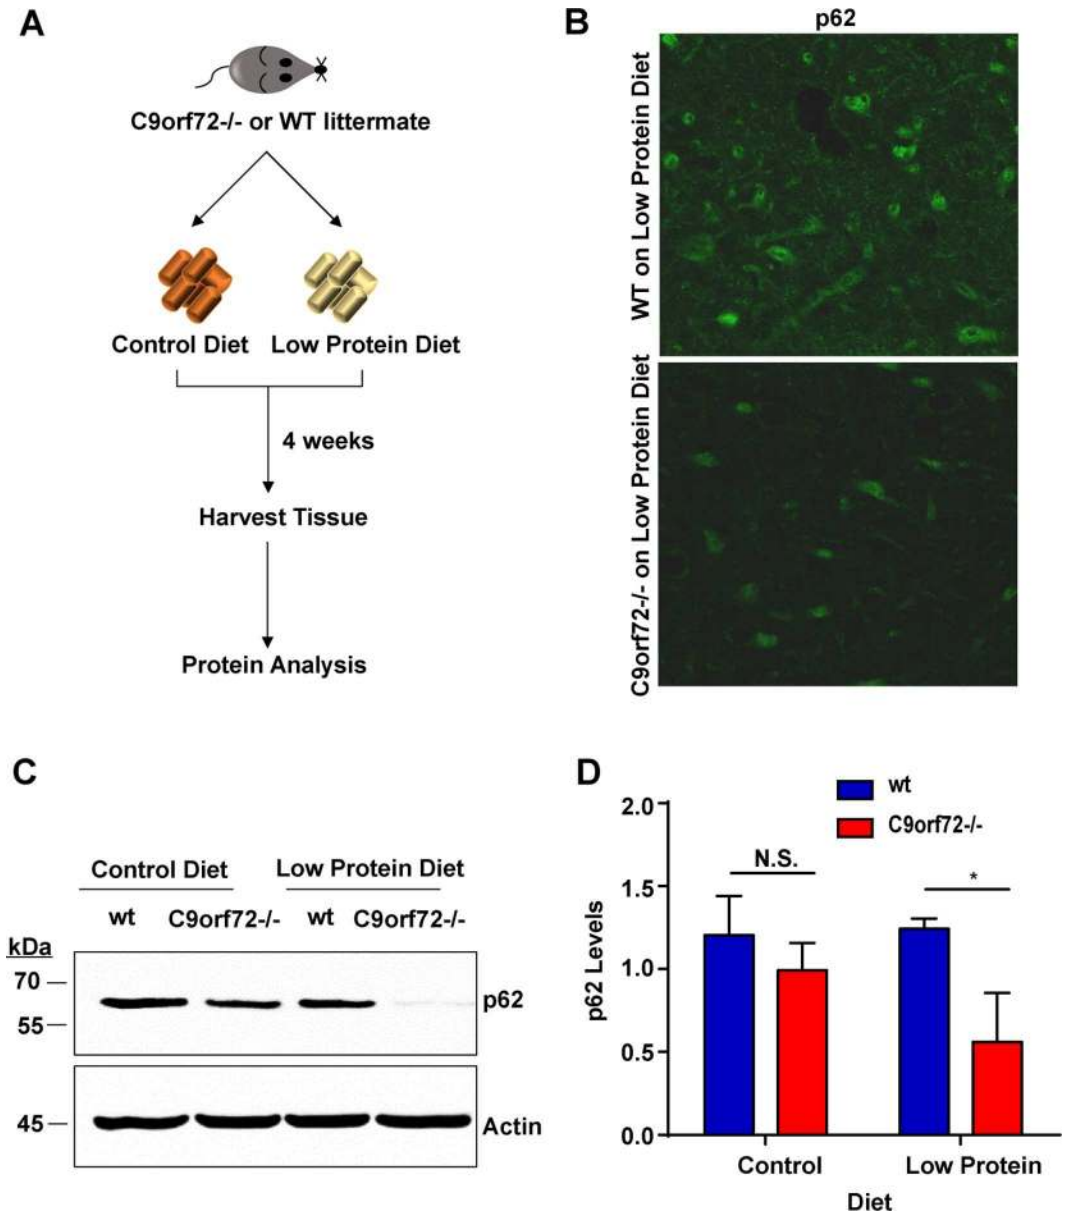 A
C9orf72-/- or WT littermate
Control Diet
Low Protein Diet
4 weeks
Harvest Tissue
Protein Analysis
B
p62
WT on Low Protein Diet
C9orf72-/- on Low Protein Diet
C
Control Diet
Low Protein Diet
wt
C9orf72-/-
wt
C9orf72-/-
kDa
70
55
p62
45
Actin
D
wt
C9orf72-/-
2.0
1.5
1.0
0.5
0.0
p62 Levels
N.S.
*
Control
Low Protein
Diet